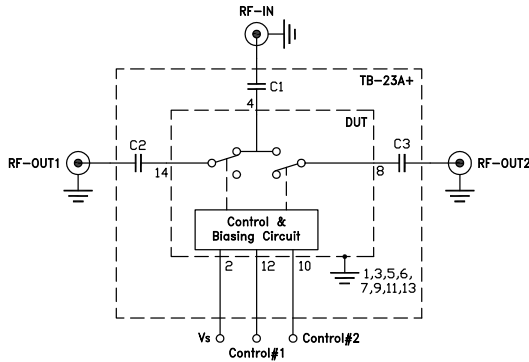 RF-IN
C1
TB-23A+
4
DUT
C2
C3
RF-OUT1
14
8
RF-OUT2
Control &
Biasing Circuit
2
12
10
1,3,5,6,
7,9,11,13
Vs
Control#1
Control#2